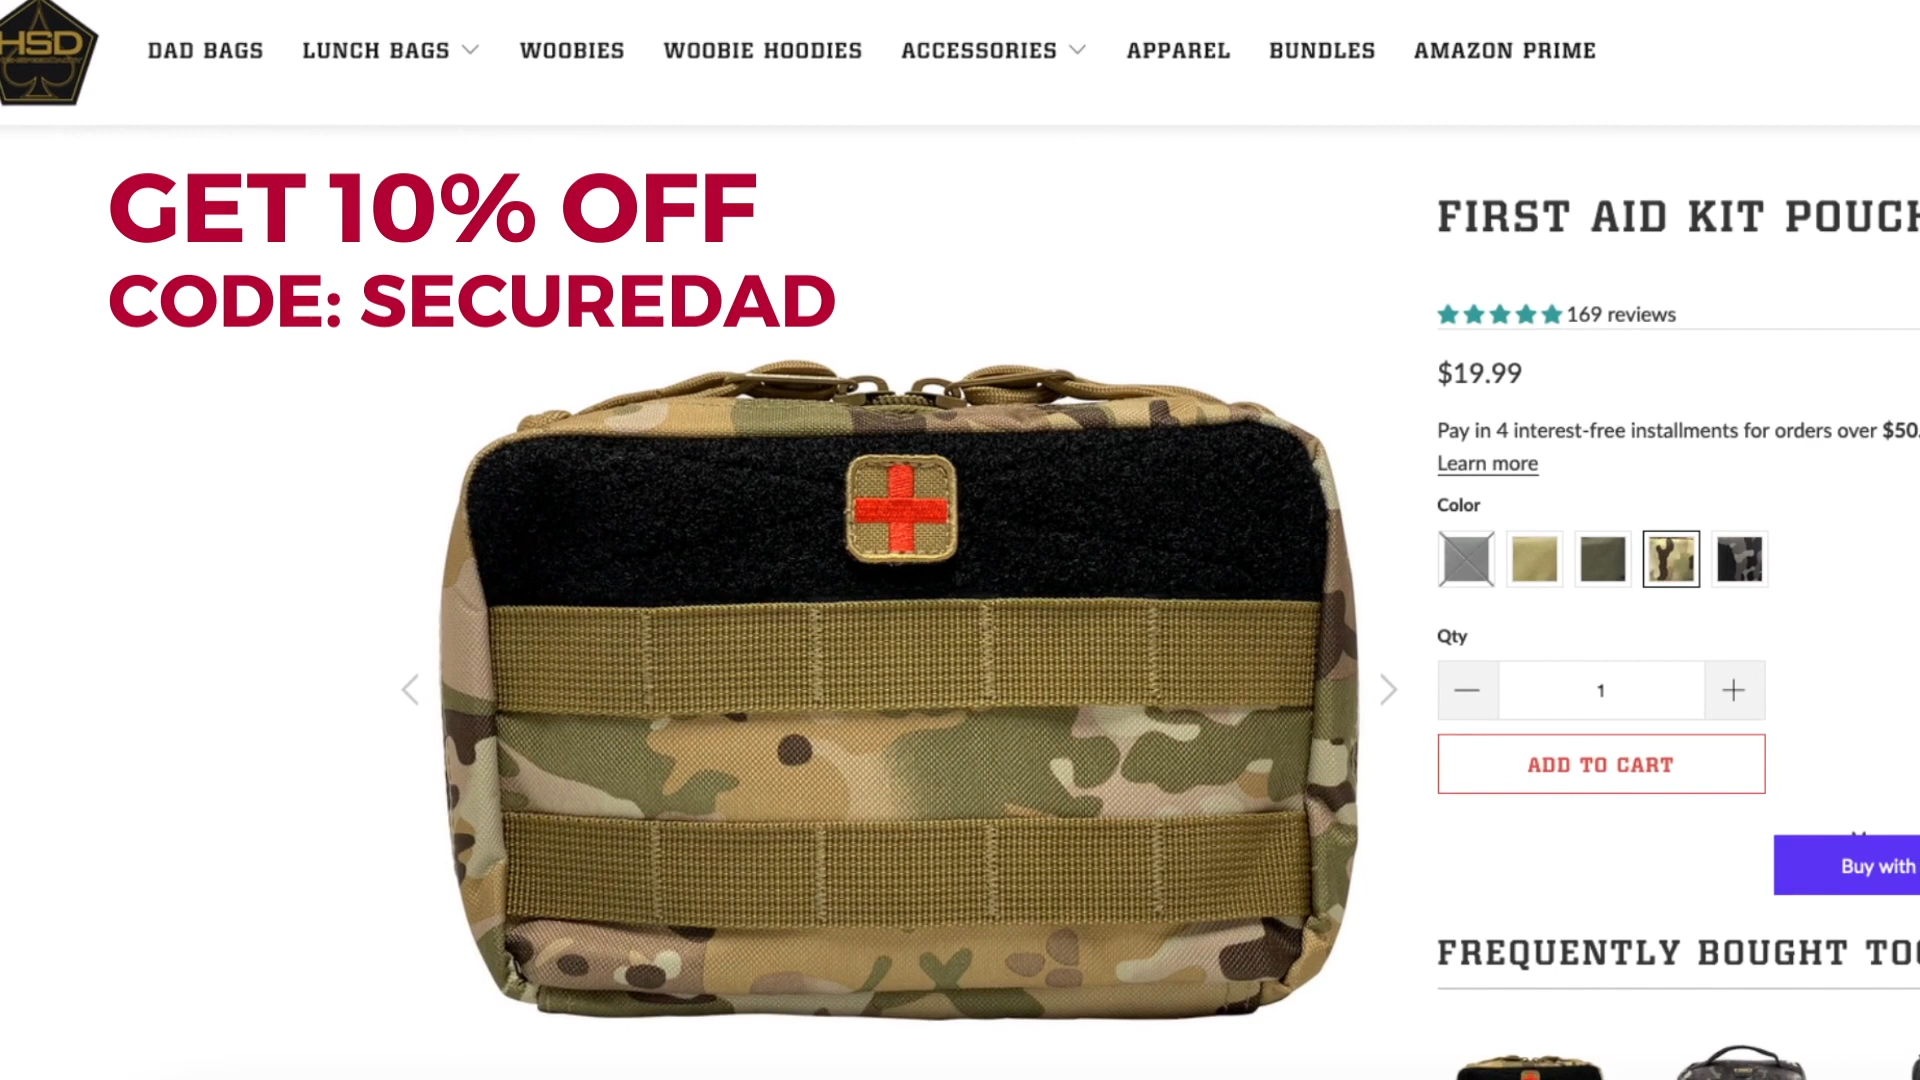 HSD
DAD BAGS LUNCH BAGS WOOBIES WOOBIE HOODIES ACCESSORIES APPAREL BUNDLES AMAZON PRIME
GET 10% OFF
CODE: SECUREDAD
FIRST AID KIT POUCH
169 reviews
$19.99
Pay in 4 interest-free installments for orders over $50.
Learn more
Color
Qty
1
ADD TO CART
Buy with
FREQUENTLY BOUGHT